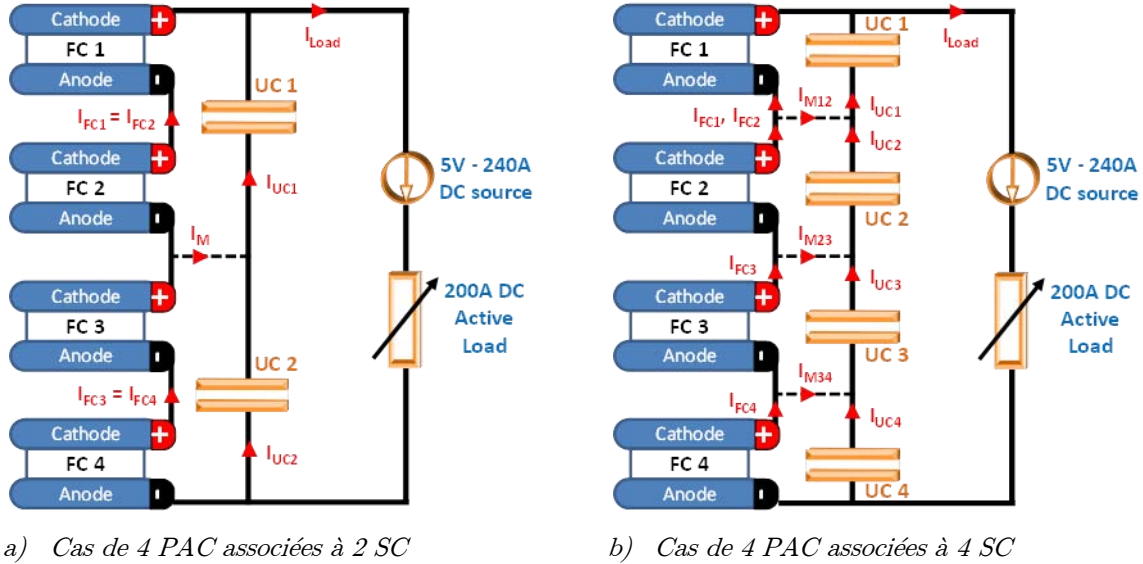 Cathode
+
FC 1
Anode
-
I_FC1 = I_FC2
Cathode
+
FC 2
Anode
-
I_M
Cathode
+
FC 3
Anode
-
I_FC3 = I_FC4
Cathode
+
FC 4
Anode
-
UC 1
I_UC1
UC 2
I_UC2
I_Load
5V - 240A
DC source
200A DC
Active
Load
a) Cas de 4 PAC associées à 2 SC
Cathode
+
FC 1
Anode
-
I_FC1, I_FC2
Cathode
+
FC 2
Anode
-
I_FC3
Cathode
+
FC 3
Anode
-
I_FC4
Cathode
+
FC 4
Anode
-
UC 1
I_M12
I_UC1
I_UC2
UC 2
I_M23
I_UC3
UC 3
I_M34
I_UC4
UC 4
I_Load
5V - 240A
DC source
200A DC
Active
Load
b) Cas de 4 PAC associées à 4 SC